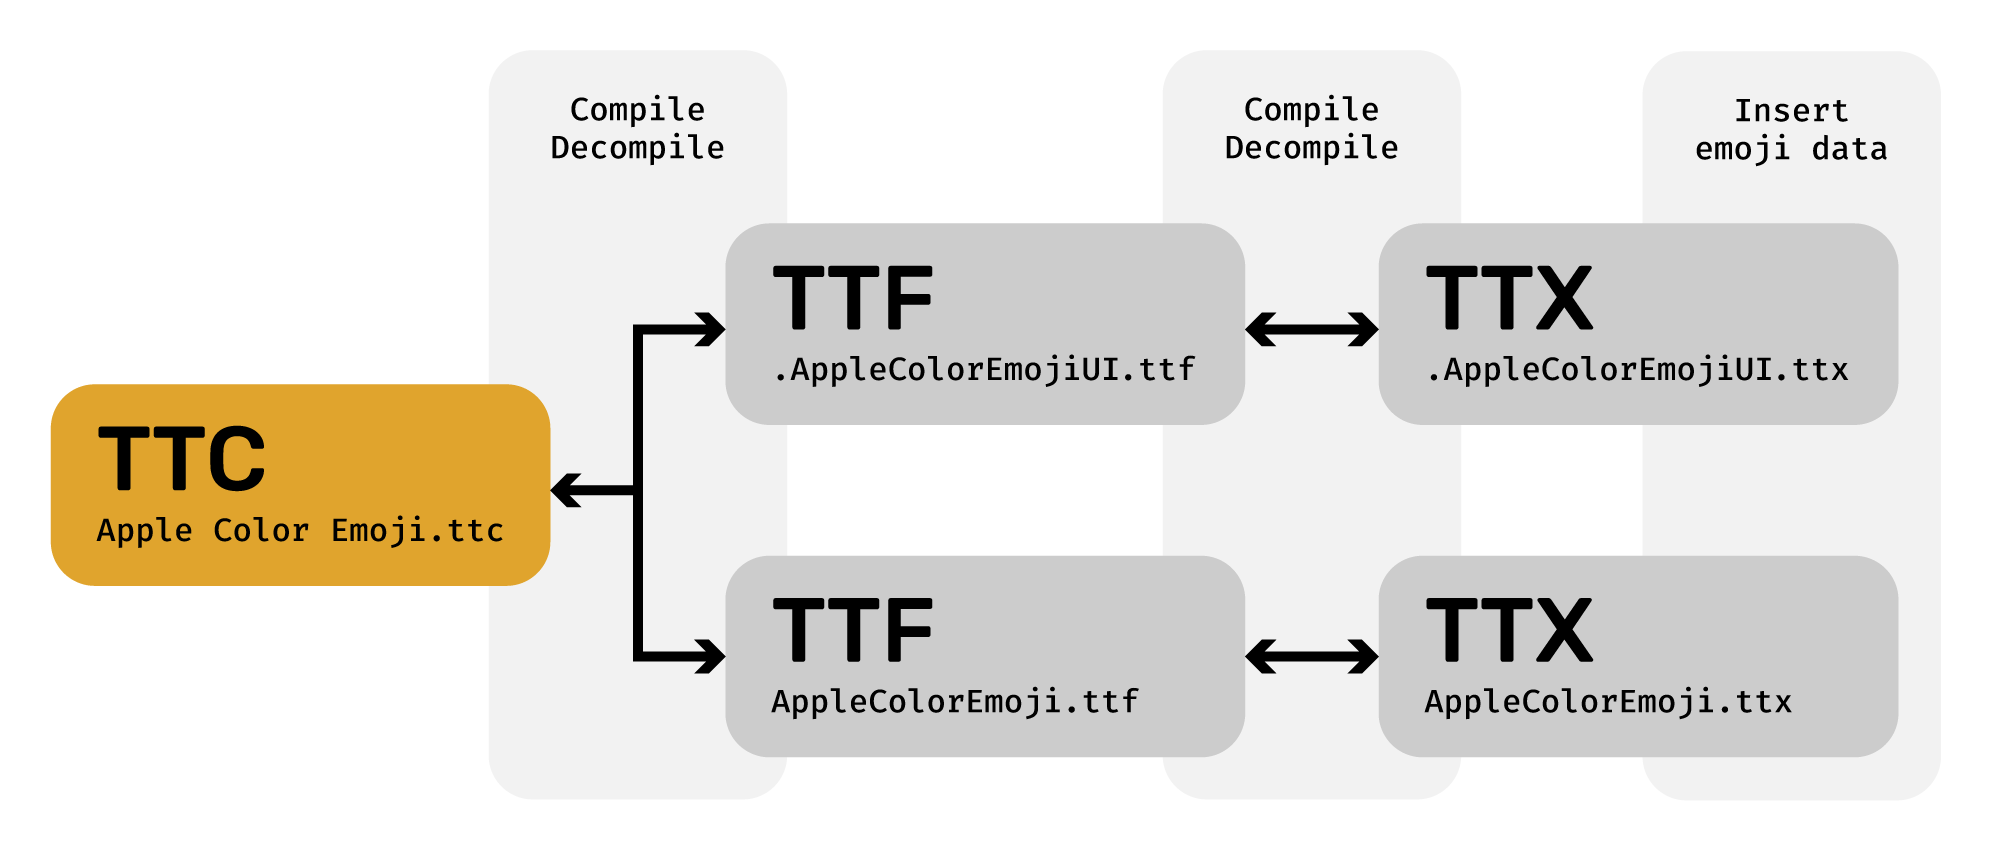 Compile
Decompile
Compile
Decompile
Insert
emoji data
TTF
.AppleColorEmojiUI.ttf
TTX
.AppleColorEmojiUI.ttx
TTC
Apple Color Emoji.ttc
TTF
AppleColorEmoji.ttf
TTX
AppleColorEmoji.ttx